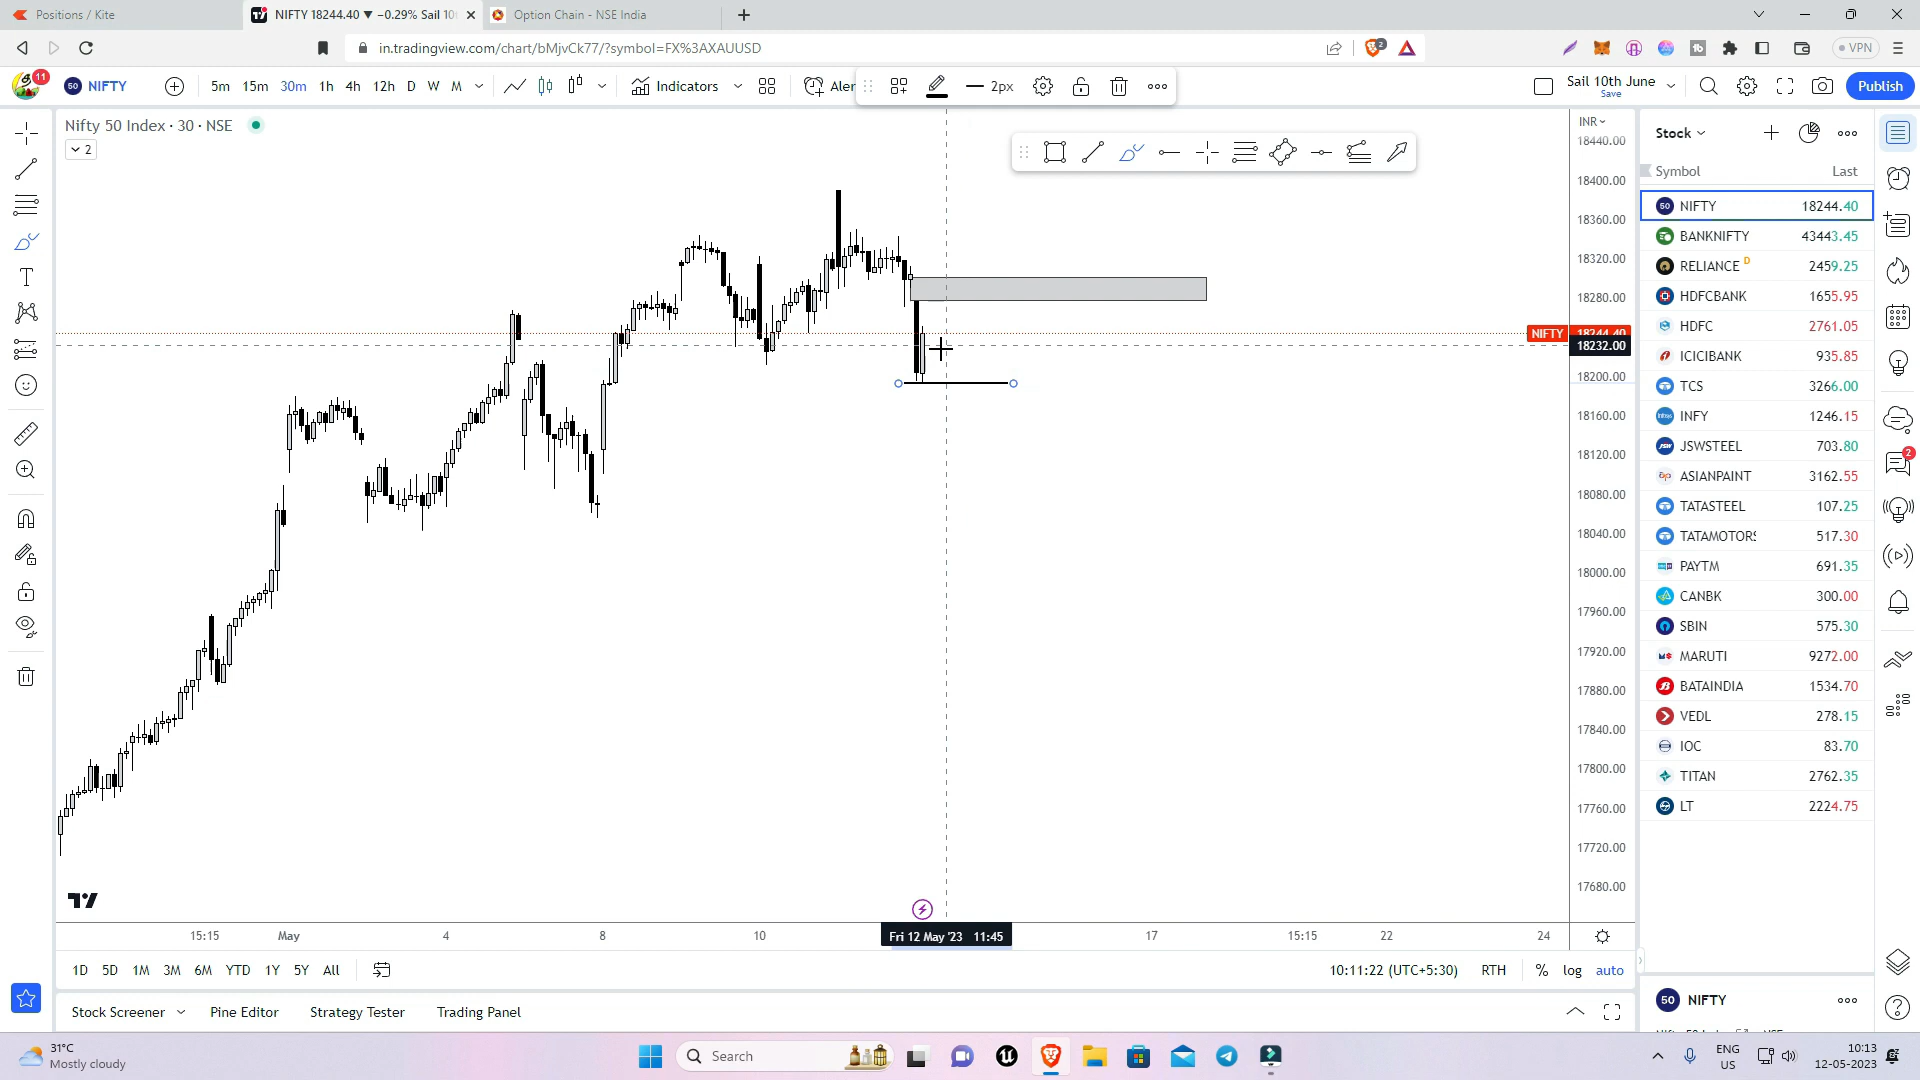 Positions / Kite
NIFTY 18244.40 ▼ −0.29% Sail 10
Option Chain - NSE India
in.tradingview.com/chart/bMjvCk77/?symbol=FX%3AXAUUSD
2
VPN
11
50 NIFTY
5m 15m 30m 1h 4h 12h D W M
Indicators
Aler
2px
Sail 10th June
Save
Publish
Nifty 50 Index · 30 · NSE
2
INR
18440.00
18400.00
18360.00
18320.00
18280.00
NIFTY 18244.40
18232.00
18200.00
18160.00
18120.00
18080.00
18040.00
18000.00
17960.00
17920.00
17880.00
17840.00
17800.00
17760.00
17720.00
17680.00
Stock
Symbol Last
50 NIFTY 18244.40
BANKNIFTY 43443.45
RELIANCE D 2459.25
HDFCBANK 1655.95
HDFC 2761.05
ICICIBANK 935.85
TCS 3266.00
INFY 1246.15
JSWSTEEL 703.80
ASIANPAINT 3162.55
TATASTEEL 107.25
TATAMOTORS 517.30
PAYTM 691.35
CANBK 300.00
SBIN 575.30
MARUTI 9272.00
BATAINDIA 1534.70
VEDL 278.15
IOC 83.70
TITAN 2762.35
LT 2224.75
2
15:15 May 4 8 10 Fri 12 May '23 11:45 17 15:15 22 24
1D 5D 1M 3M 6M YTD 1Y 5Y All
10:11:22 (UTC+5:30) RTH % log auto
50 NIFTY
Stock Screener Pine Editor Strategy Tester Trading Panel
31°C
Mostly cloudy
Search
ENG
US
10:13
12-05-2023